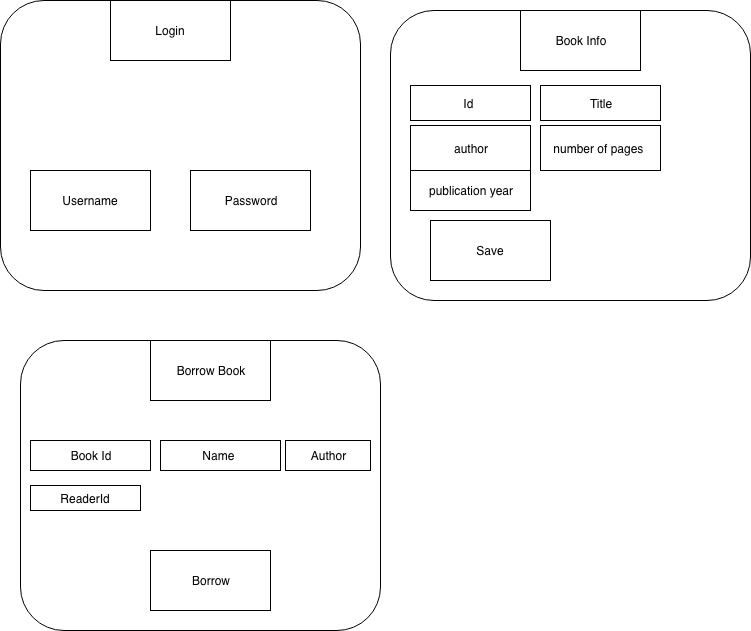 Login
Username
Password
Book Info
Id
Title
author
number of pages
publication year
Save
Borrow Book
Book Id
Name
Author
ReaderId
Borrow